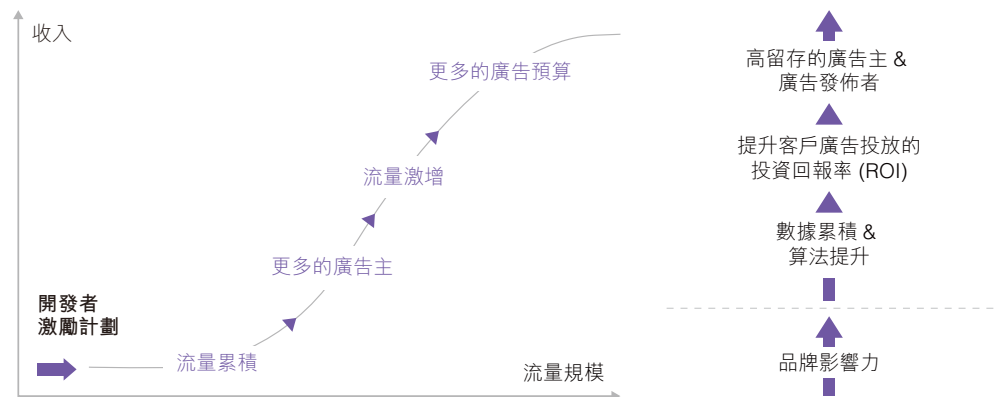 收入
更多的廣告預算
流量激增
更多的廣告主
開發者
激勵計劃
流量累積
流量規模
高留存的廣告主 &
廣告發佈者
提升客戶廣告投放的
投資回報率 (ROI)
數據累積 &
算法提升
品牌影響力